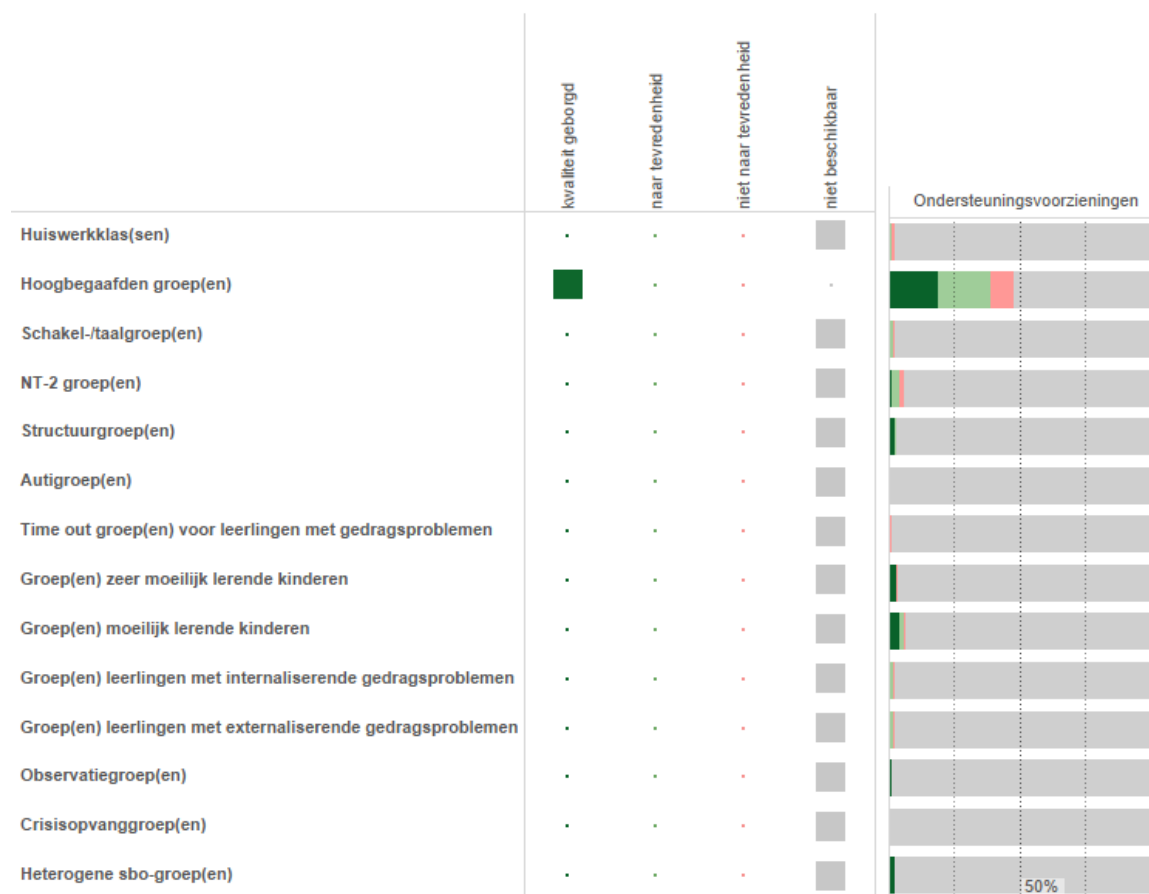 kwaliteit geborgd
naar tevredenheid
niet naar tevredenheid
niet beschikbaar
Ondersteuningsvoorzieningen
Huiswerkklas(sen)
Hoogbegaafden groep(en)
Schakel-/taalgroep(en)
NT-2 groep(en)
Structuurgroep(en)
Autigroep(en)
Time out groep(en) voor leerlingen met gedragsproblemen
Groep(en) zeer moeilijk lerende kinderen
Groep(en) moeilijk lerende kinderen
Groep(en) leerlingen met internaliserende gedragsproblemen
Groep(en) leerlingen met externaliserende gedragsproblemen
Observatiegroep(en)
Crisisopvanggroep(en)
Heterogene sbo-groep(en)
50%